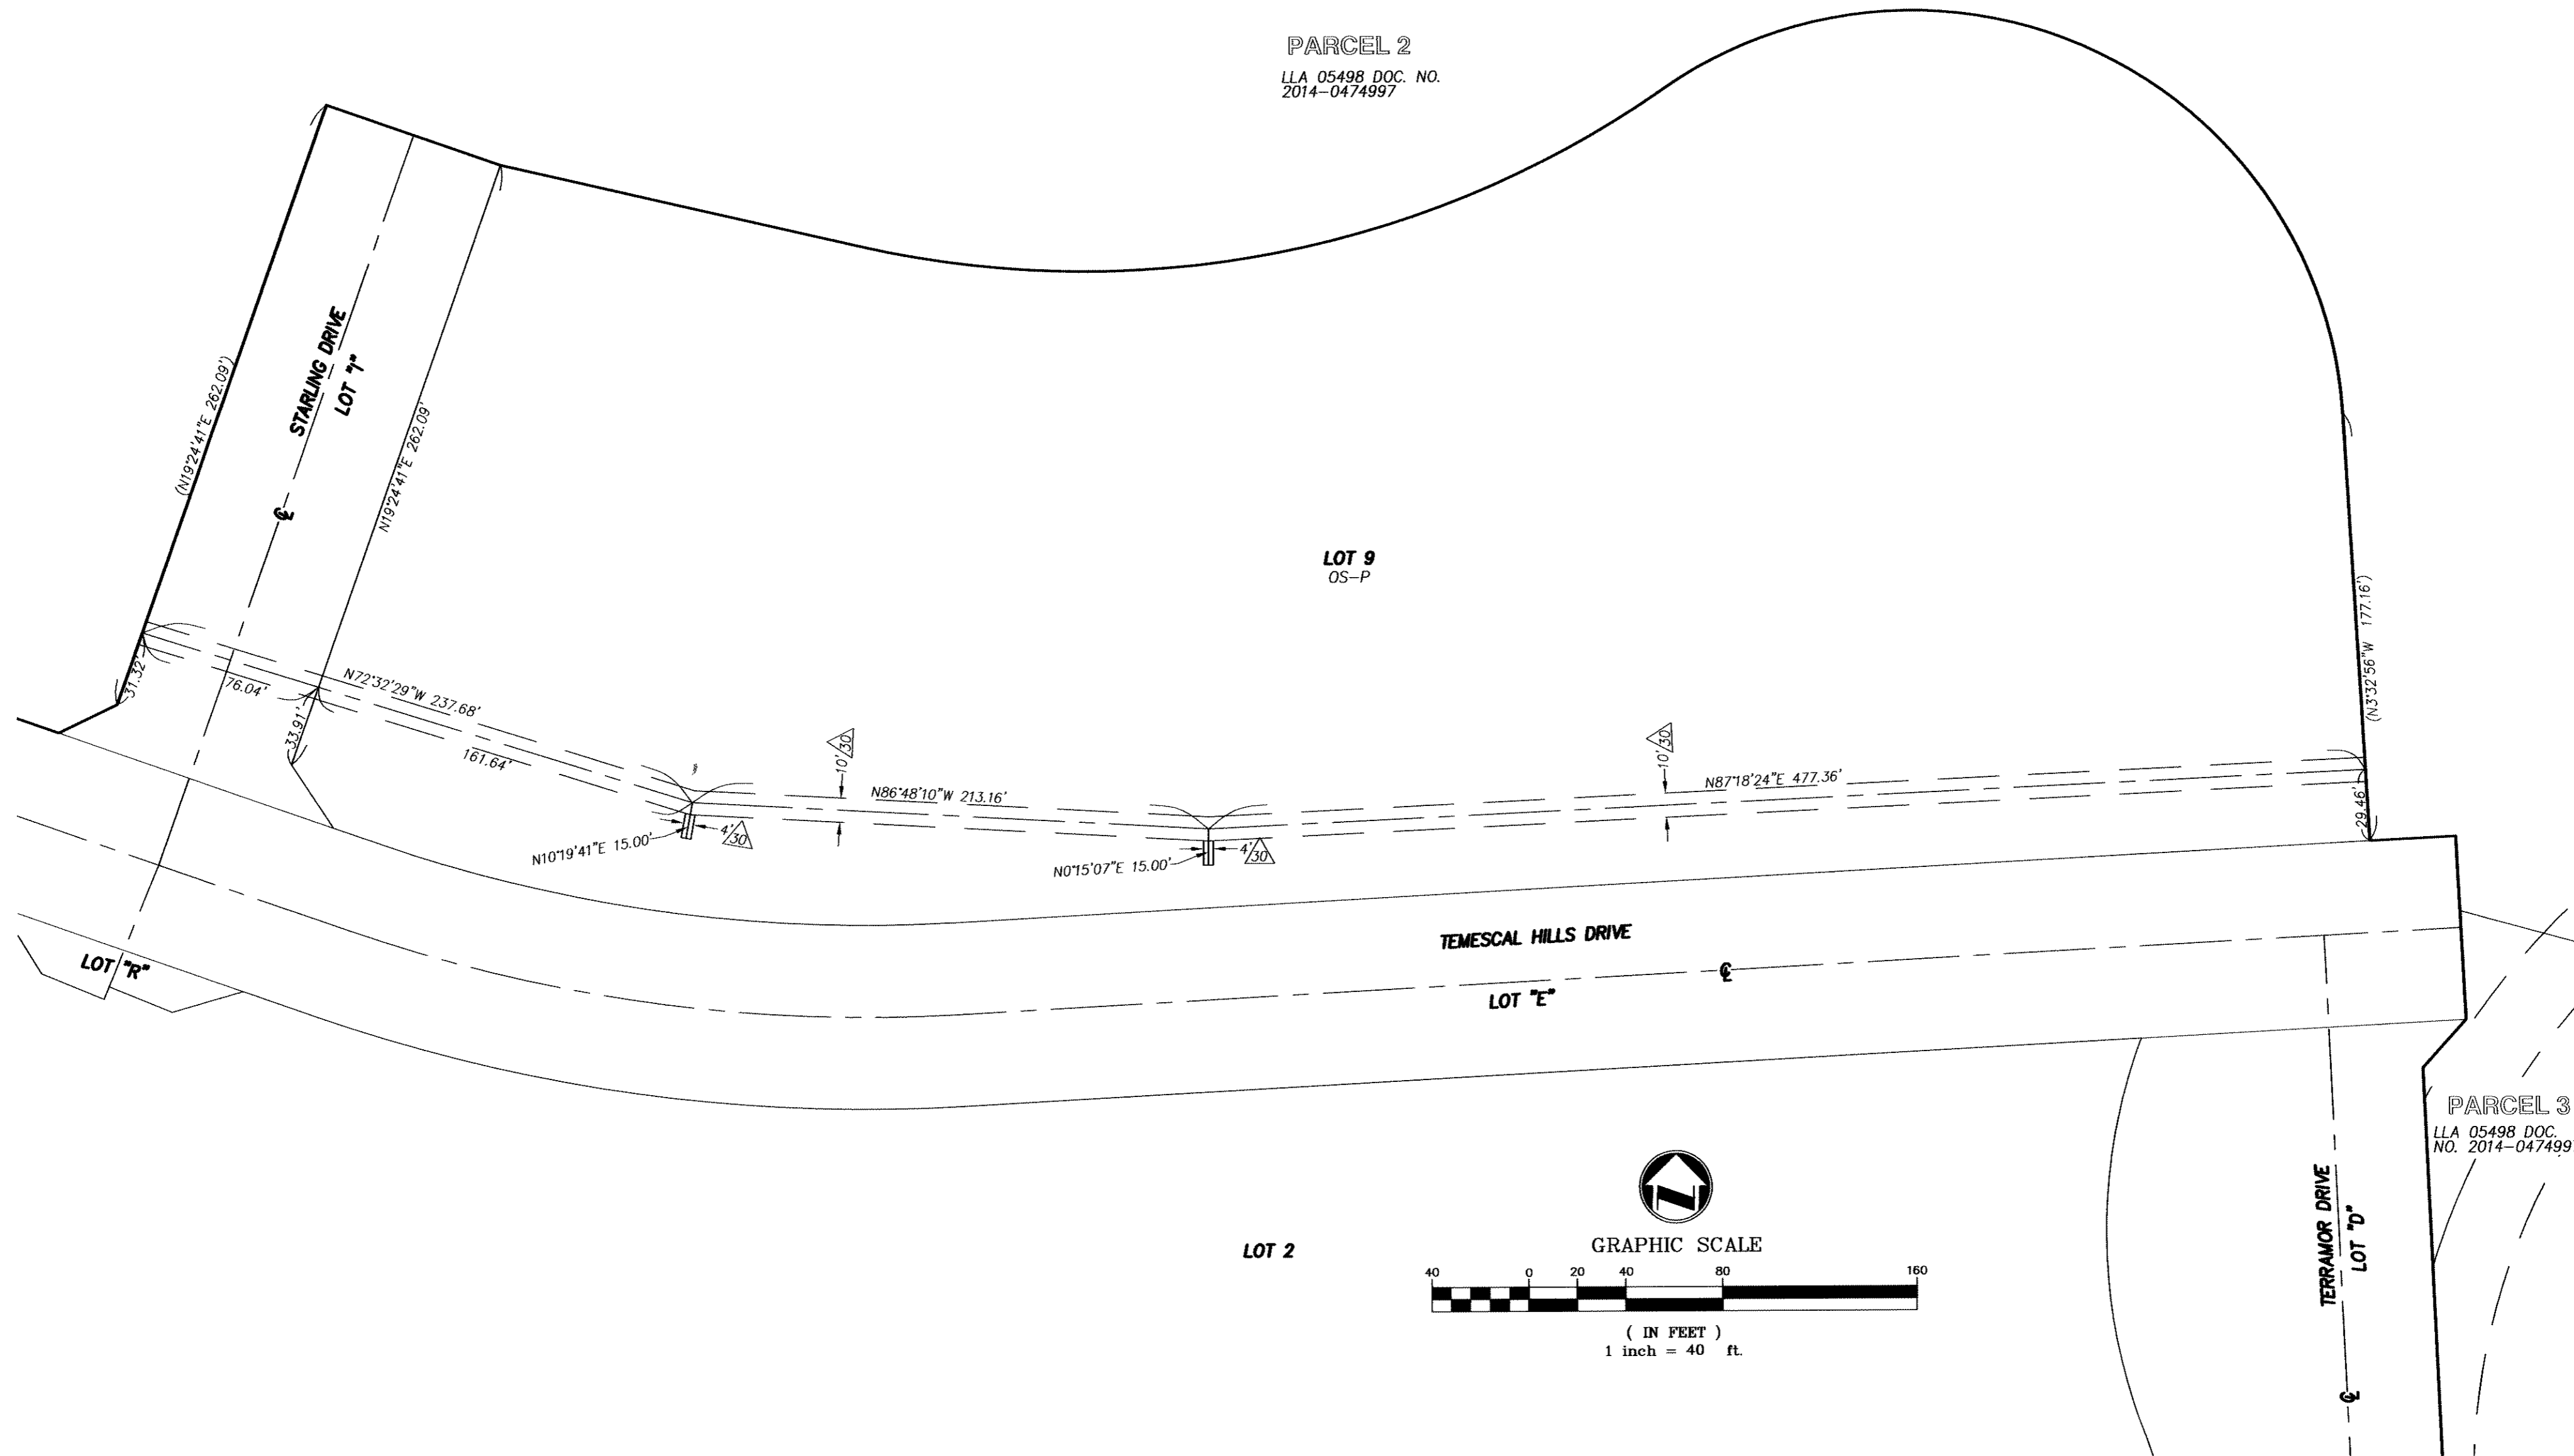 PARCEL 2
LLA 05498 DOC. NO.
2014-0474997
STARLING DRIVE
LOT "I"
(N19°24'41"E 262.09')
N19°24'41"E 262.09'
℄
LOT 9
OS-P
(N3°32'56"W 177.16')
31.32'
76.04'
N72°32'29"W 237.68'
33.91'
161.64'
10' 30
10' 30
N86°48'10"W 213.16'
N87°18'24"E 477.36'
29.46'
4' 30
N10°19'41"E 15.00'
4' 30
N0°15'07"E 15.00'
TEMESCAL HILLS DRIVE
℄
LOT "E"
LOT "R"
PARCEL 3
LLA 05498 DOC.
NO. 2014-047499
TERRAMOR DRIVE
LOT "D"
℄
LOT 2
N
GRAPHIC SCALE
40 0 20 40 80 160
( IN FEET )
1 inch = 40 ft.